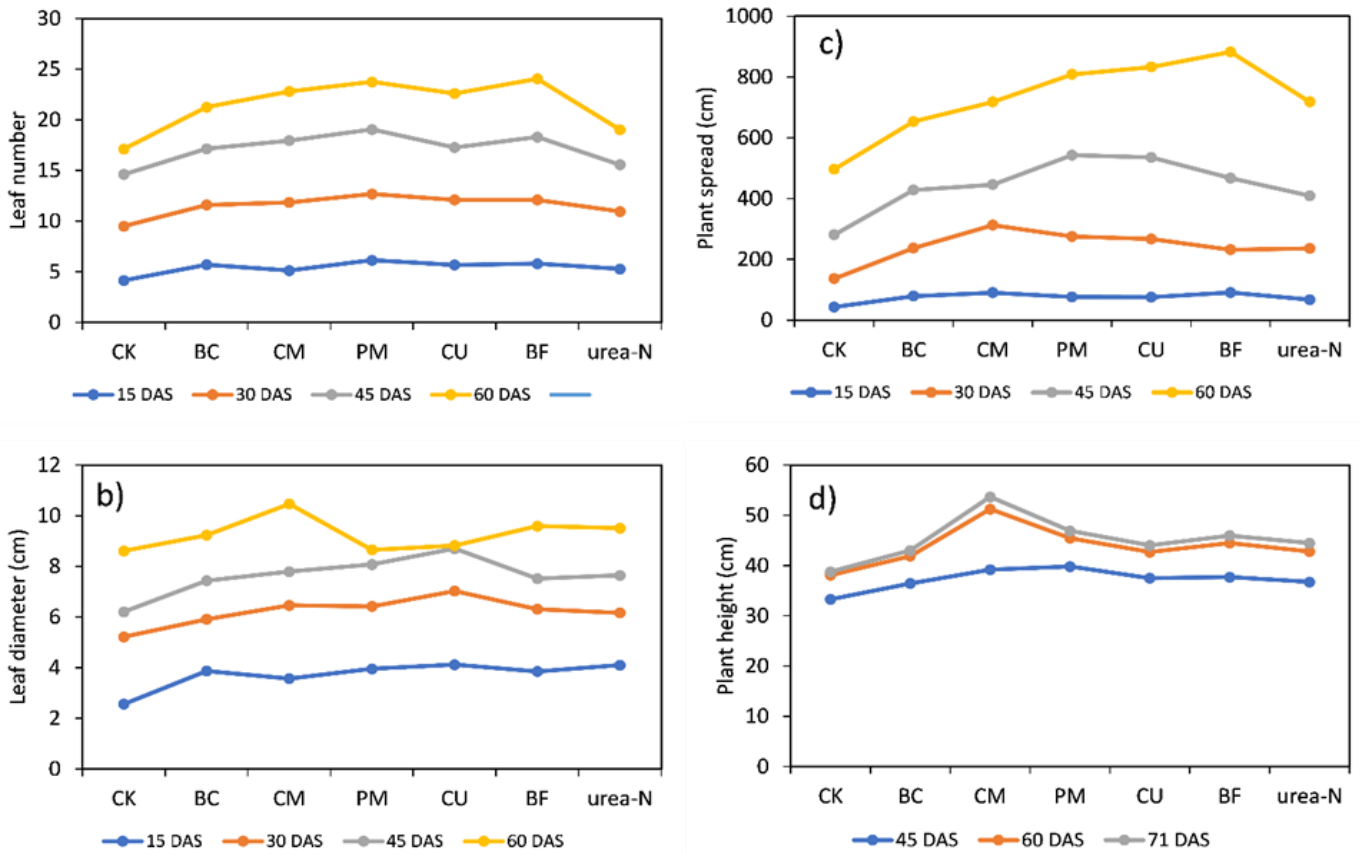 30
25
20
15
10
5
0
Leaf number
CK BC CM PM CU BF urea-N
15 DAS 30 DAS 45 DAS 60 DAS
c)
1000
800
600
400
200
0
Plant spread (cm)
CK BC CM PM CU BF urea-N
15 DAS 30 DAS 45 DAS 60 DAS
b)
12
10
8
6
4
2
0
Leaf diameter (cm)
CK BC CM PM CU BF urea-N
15 DAS 30 DAS 45 DAS 60 DAS
d)
60
50
40
30
20
10
0
Plant height (cm)
CK BC CM PM CU BF urea-N
45 DAS 60 DAS 71 DAS